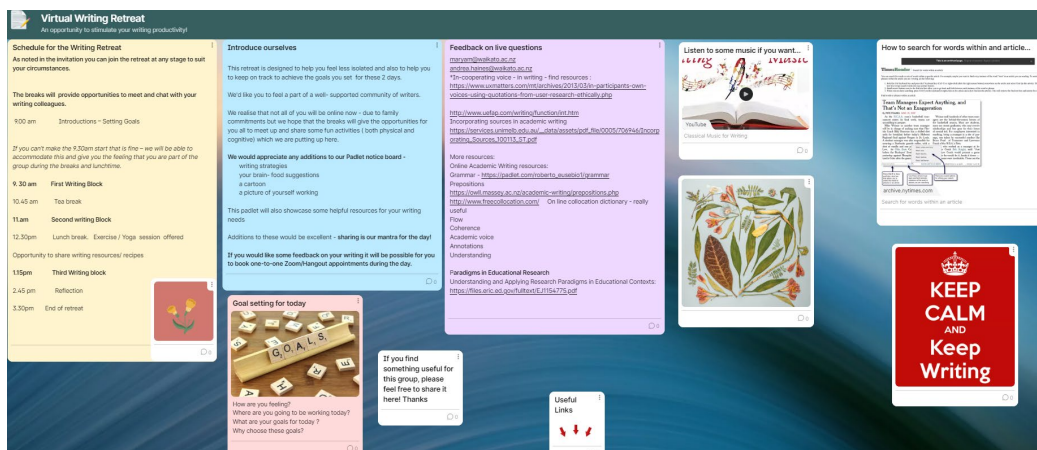 Virtual Writing Retreat
An opportunity to stimulate your writing productivity!
Schedule for the Writing Retreat
As noted in the invitation you can join the retreat at any stage to suit
your circumstances.
The breaks will provide opportunities to meet and chat with your
writing colleagues.
9:00 am Introductions ~ Setting Goals
If you can't make the 9.30am start that is fine ~ we will be able to
accommodate this and give you the feeling that you are part of the
group during the breaks and lunchtime.
9. 30 am First Writing Block
10.45 am Tea break
11.am Second writing Block
12.30pm Lunch break. Exercise / Yoga session offered
Opportunity to share writing resources/ recipes
1.15pm Third Writing block
2.45 pm Reflection
3.30pm End of retreat
Introduce ourselves
This retreat is designed to help you feel less isolated and also to help you
to keep on track to achieve the goals you set for these 2 days.
We'd like you to feel a part of a well- supported community of writers.
We realise that not all of you will be online now - due to family
commitments but we hope that the breaks will give the opportunities for
you all to meet up and share some fun activities ( both physical and
cognitive) which we are putting up here.
We would appreciate any additions to our Padlet notice board -
writing strategies
your brain- food suggestions
a cartoon
a picture of yourself working
This padlet will also showcase some helpful resources for your writing
needs
Additions to these would be excellent - sharing is our mantra for the day!
If you would like some feedback on your writing it will be possible for you
to book one-to-one Zoom/Hangout appointments during the day.
0
Goal setting for today
GOALS
How are you feeling?
Where are you going to be working today?
What are your goals for today ?
Why choose these goals?
0
If you find
something useful for
this group, please
feel free to share it
here! Thanks
0
Feedback on live questions
maryam@waikato.ac.nz
andrea.haines@waikato.ac.nz
*In-cooperating voice - in writing - find resources :
https://www.uxmatters.com/mt/archives/2013/03/in-participants-own-
voices-using-quotations-from-user-research-ethically.php
http://www.uefap.com/writing/function/int.htm
Incorporating sources in academic writing
https://services.unimelb.edu.au/__data/assets/pdf_file/0005/706946/Incorp
orating_Sources_100113_ST.pdf
More resources:
Online Academic Writing resources:
Grammar - https://padlet.com/roberto_eusebio1/grammar
Prepositions
https://owll.massey.ac.nz/academic-writing/prepositions.php
http://www.freecollocation.com/ On line collocation dictionary - really
useful
Flow
Coherence
Academic voice
Annotations
Understanding
Paradigms in Educational Research
Understanding and Applying Research Paradigms in Educational Contexts:
https://files.eric.ed.gov/fulltext/EJ1154775.pdf
0
Useful
Links
Listen to some music if you want...
YouTube
Classical Music for Writing
0
0
How to search for words within and article...
Team Managers Expect Anything, and
That's Not an Exaggeration
archive.nytimes.com
Search for words within an article
0
KEEP
CALM
AND
Keep
Writing
0